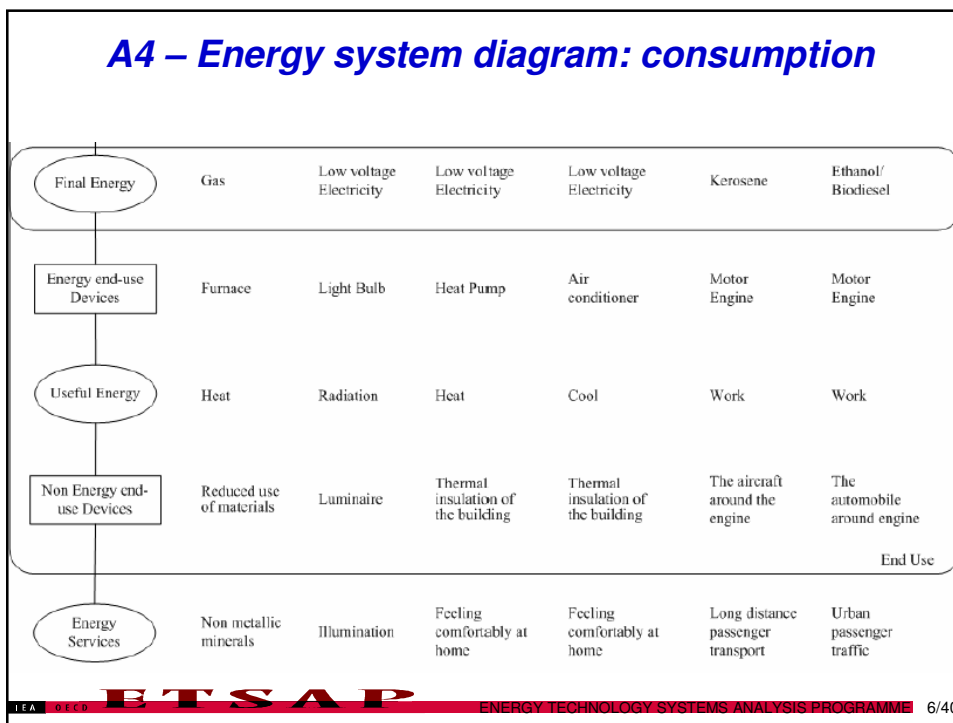 A4 – Energy system diagram: consumption
Final Energy
Gas
Low voltage
Electricity
Low voltage
Electricity
Low voltage
Electricity
Kerosene
Ethanol/
Biodiesel
Energy end-use
Devices
Furnace
Light Bulb
Heat Pump
Air
conditioner
Motor
Engine
Motor
Engine
Useful Energy
Heat
Radiation
Heat
Cool
Work
Work
Non Energy end-
use Devices
Reduced use
of materials
Luminaire
Thermal
insulation of
the building
Thermal
insulation of
the building
The aircraft
around the
engine
The
automobile
around engine
End Use
Energy
Services
Non metallic
minerals
Illumination
Feeling
comfortably at
home
Feeling
comfortably at
home
Long distance
passenger
transport
Urban
passenger
traffic
IEA OECD ETSAP ENERGY TECHNOLOGY SYSTEMS ANALYSIS PROGRAMME 6/40